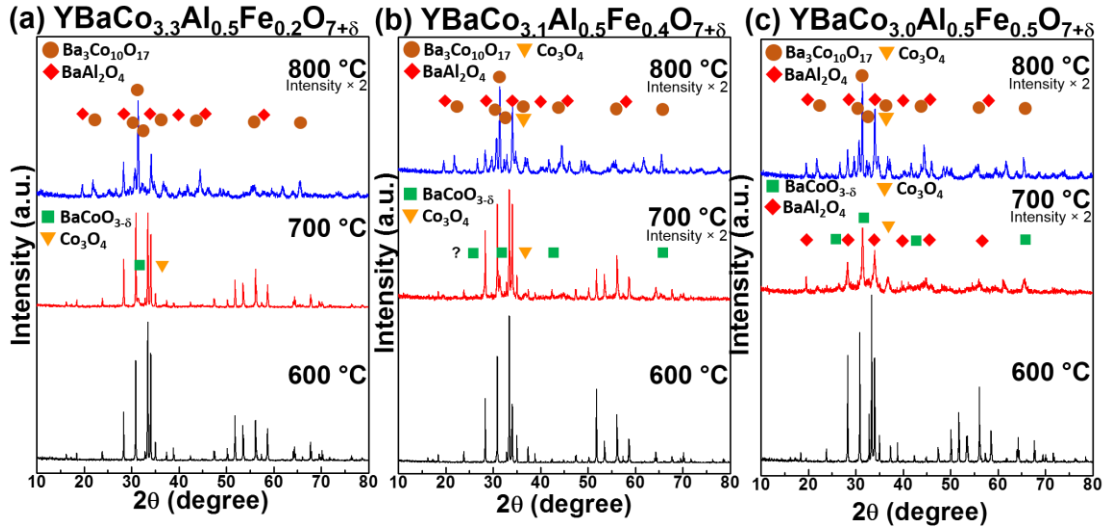 (a) YBaCo3.3Al0.5Fe0.2O7+δ
Ba3Co10O17
BaAl2O4
800 °C
Intensity × 2
BaCoO3-δ
Co3O4
700 °C
600 °C
Intensity (a.u.)
10 20 30 40 50 60 70 80
2θ (degree)
(b) YBaCo3.1Al0.5Fe0.4O7+δ
Ba3Co10O17 Co3O4
BaAl2O4
800 °C
Intensity × 2
BaCoO3-δ
Co3O4
700 °C
Intensity × 2
?
600 °C
Intensity (a.u.)
10 20 30 40 50 60 70 80
2θ (degree)
(c) YBaCo3.0Al0.5Fe0.5O7+δ
Ba3Co10O17 Co3O4
BaAl2O4
800 °C
Intensity × 2
BaCoO3-δ Co3O4
BaAl2O4
700 °C
Intensity × 2
600 °C
Intensity (a.u.)
10 20 30 40 50 60 70 80
2θ (degree)